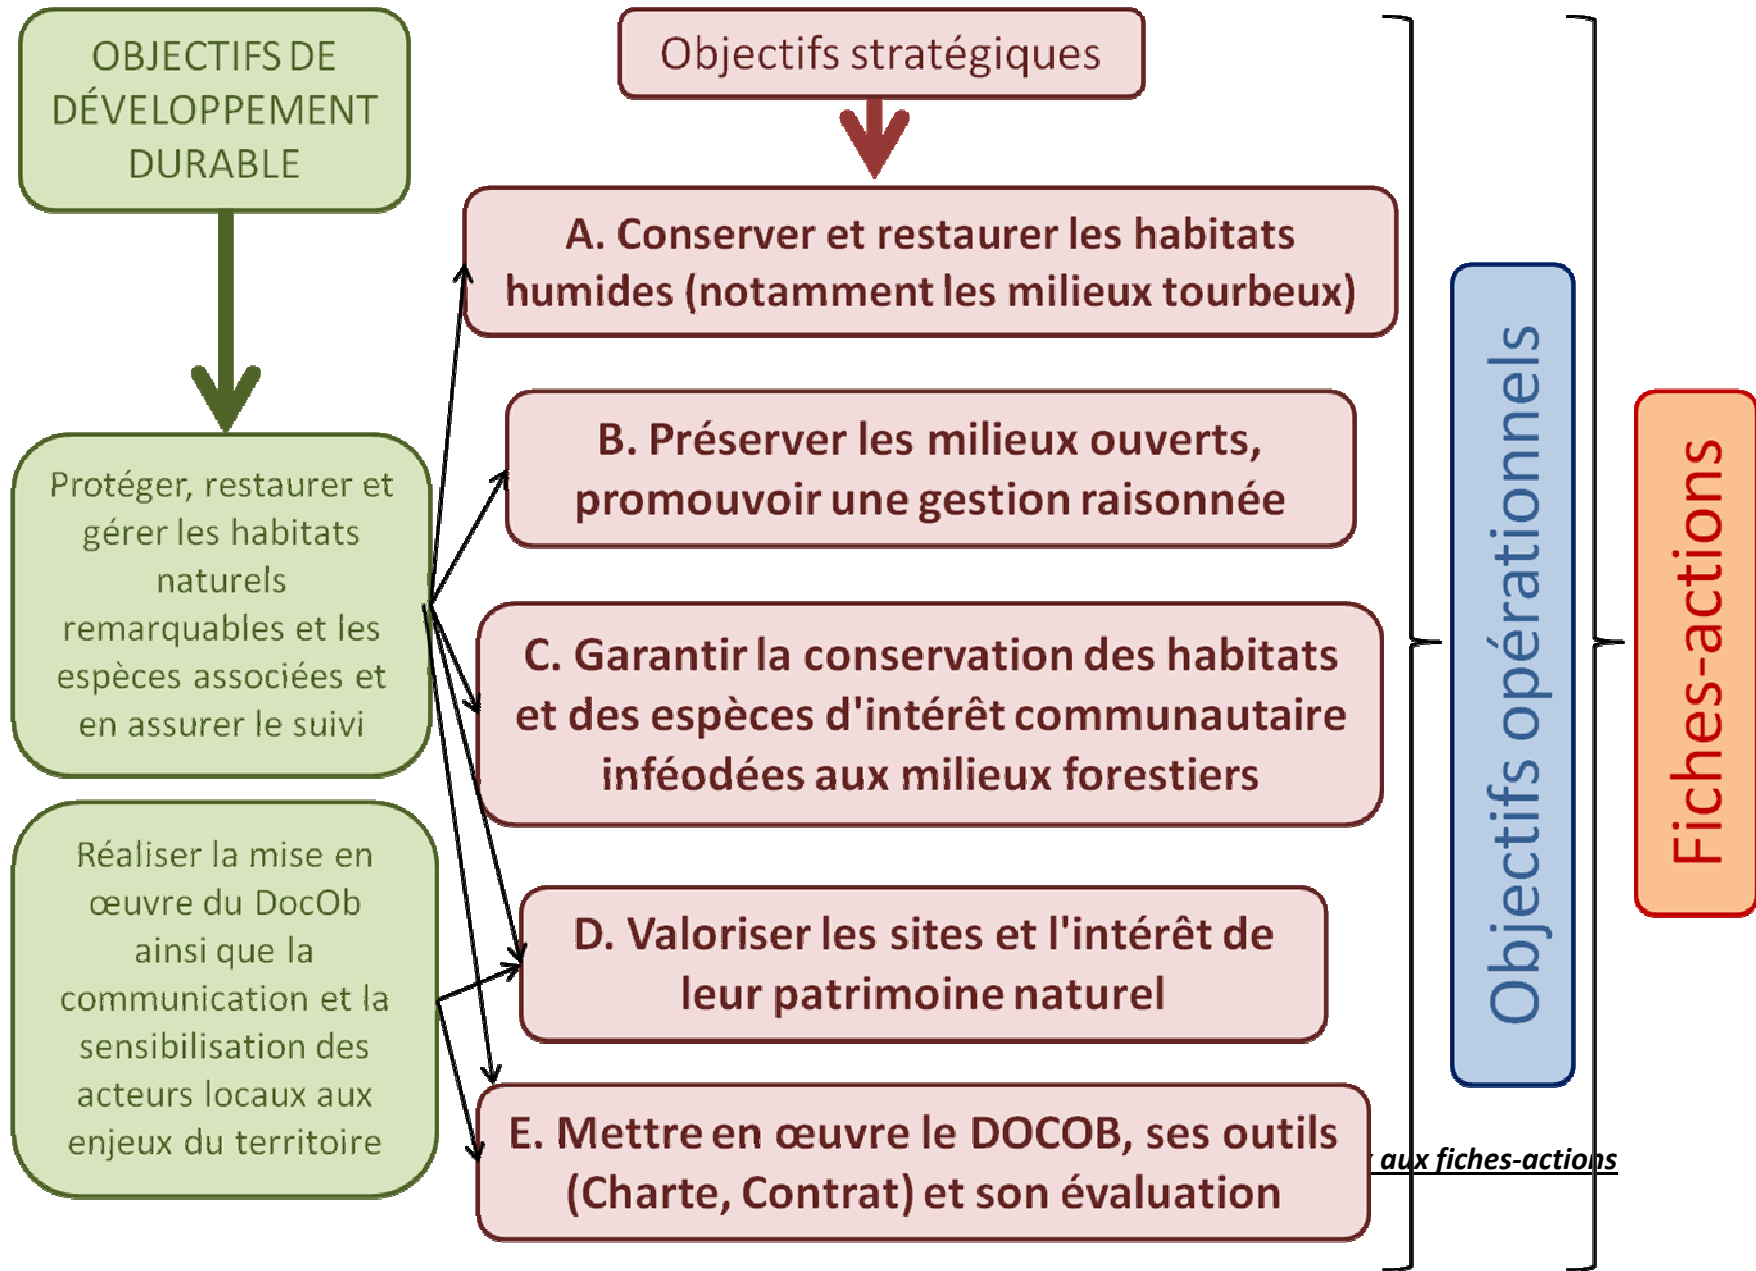 OBJECTIFS DE
DÉVELOPPEMENT
DURABLE
Protéger, restaurer et
gérer les habitats
naturels
remarquables et les
espèces associées et
en assurer le suivi
Réaliser la mise en
œuvre du DocOb
ainsi que la
communication et la
sensibilisation des
acteurs locaux aux
enjeux du territoire
Objectifs stratégiques
A. Conserver et restaurer les habitats
humides (notamment les milieux tourbeux)
B. Préserver les milieux ouverts,
promouvoir une gestion raisonnée
C. Garantir la conservation des habitats
et des espèces d'intérêt communautaire
inféodées aux milieux forestiers
D. Valoriser les sites et l'intérêt de
leur patrimoine naturel
E. Mettre en œuvre le DOCOB, ses outils
(Charte, Contrat) et son évaluation
aux fiches-actions
Objectifs opérationnels
Fiches-actions